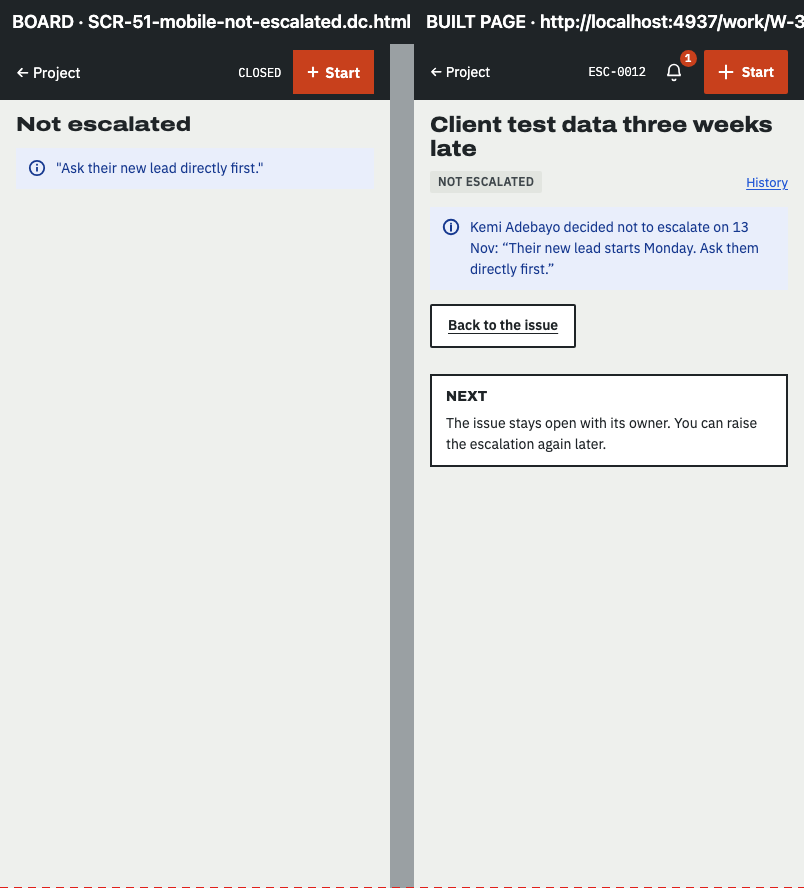 BOARD · SCR-51-mobile-not-escalated.dc.html
← Project
CLOSED
+ Start
Not escalated
"Ask their new lead directly first."
BUILT PAGE · http://localhost:4937/work/W-3
← Project
ESC-0012
1
+ Start
Client test data three weeks
late
NOT ESCALATED
History
Kemi Adebayo decided not to escalate on 13
Nov: “Their new lead starts Monday. Ask them
directly first.”
Back to the issue
NEXT
The issue stays open with its owner. You can raise
the escalation again later.